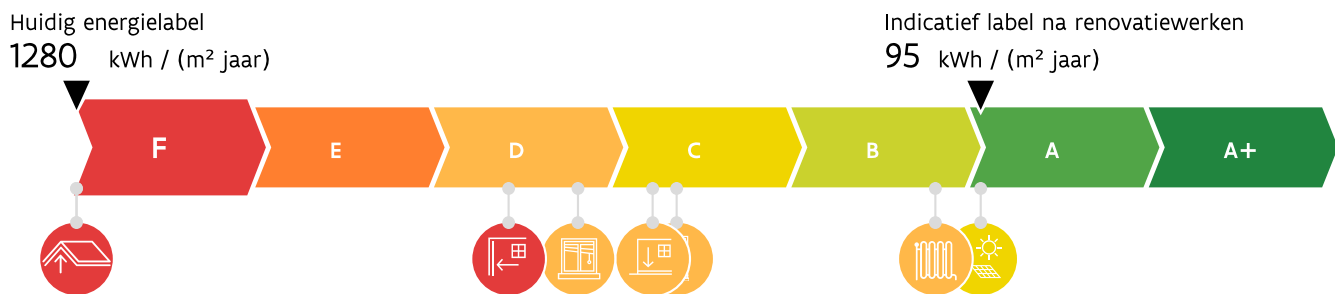 Huidig energielabel
1280 kWh / (m² jaar)
Indicatief label na renovatiewerken
95 kWh / (m² jaar)
F E D C B A A+